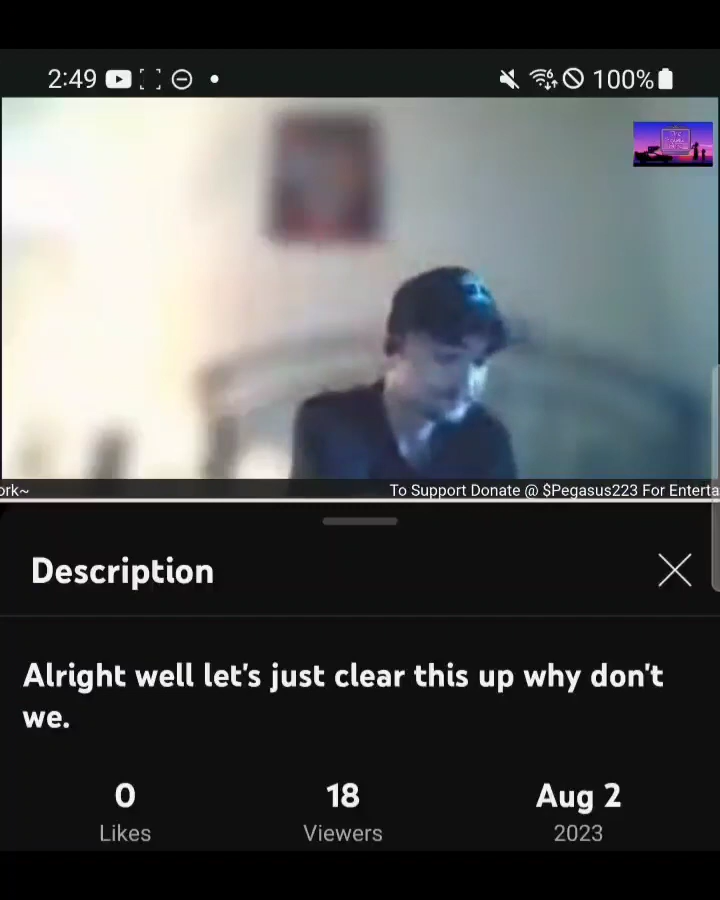 2:49
100%
ork~
To Support Donate @ $Pegasus223 For Enterta
Description
Alright well let's just clear this up why don't
we.
0
18
Aug 2
Likes
Viewers
2023